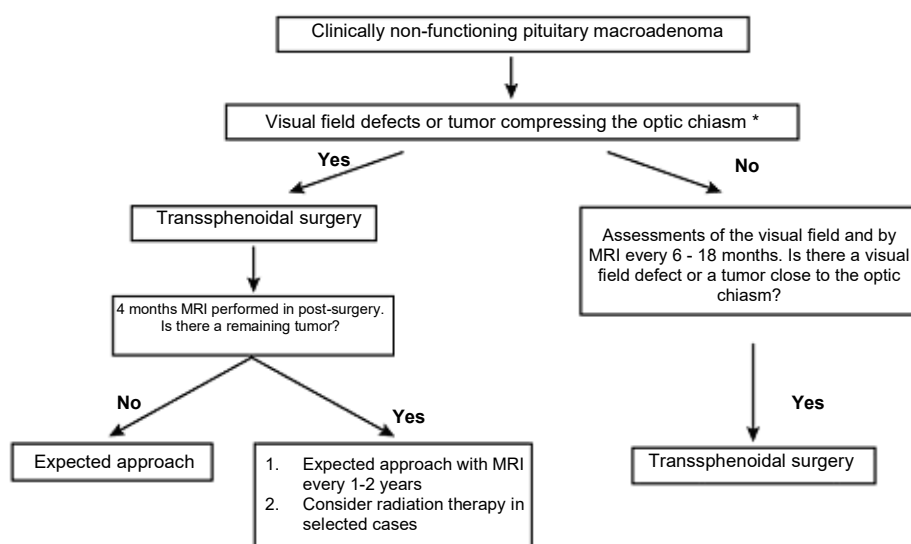 Clinically non-functioning pituitary macroadenoma
Visual field defects or tumor compressing the optic chiasm *
Yes
No
Transsphenoidal surgery
Assessments of the visual field and by
MRI every 6 - 18 months. Is there a visual
field defect or a tumor close to the optic
chiasm?
4 months MRI performed in post-surgery.
Is there a remaining tumor?
No
Yes
Yes
Expected approach
1. Expected approach with MRI
every 1-2 years
2. Consider radiation therapy in
selected cases
Transsphenoidal surgery